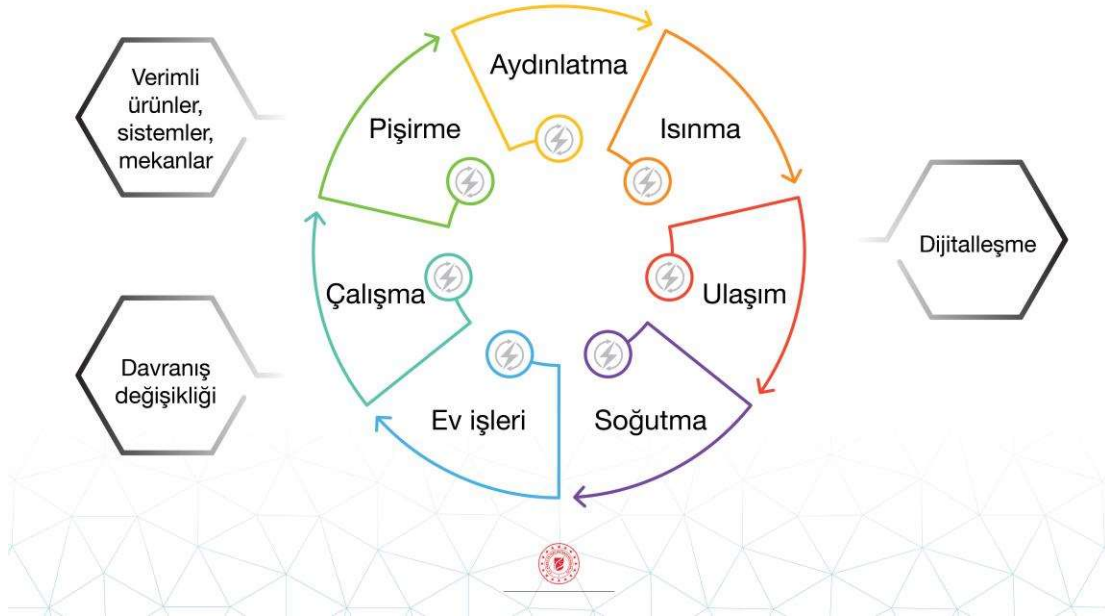 Verimli
ürünler,
sistemler,
mekanlar
Davranış
değişikliği
Aydınlatma
Isınma
Ulaşım
Soğutma
Ev işleri
Çalışma
Pişirme
Dijitalleşme